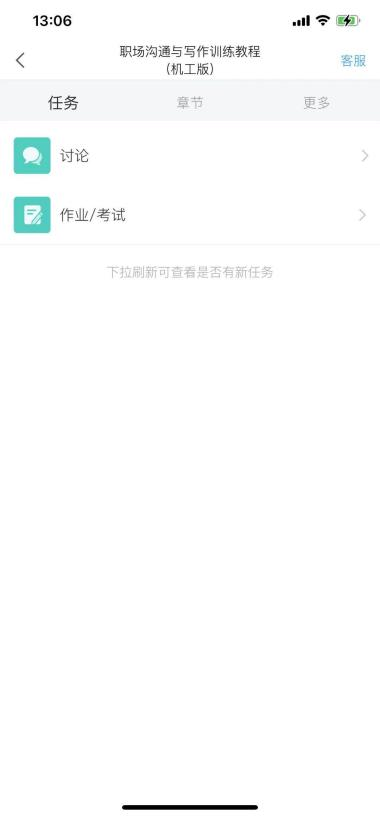 13:06
职场沟通与写作训练教程
(机工版)
客服
任务
章节
更多
讨论
作业/考试
下拉刷新可查看是否有新任务